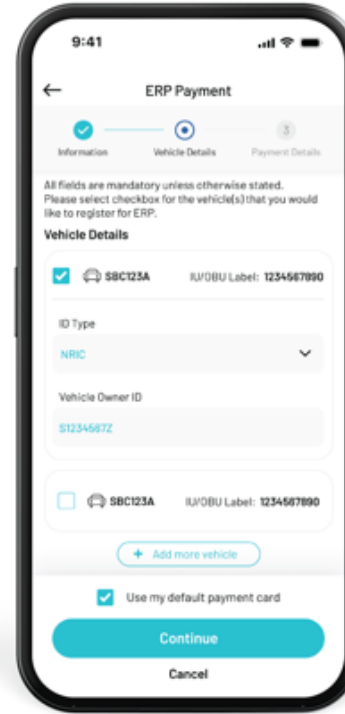 9:41
ERP Payment
3
Information Vehicle Details Payment Details
All fields are mandatory unless otherwise stated.
Please select checkbox for the vehicle(s) that you would
like to register for ERP.
Vehicle Details
SBC123A IU/OBU Label: 1234567890
ID Type
NRIC
Vehicle Owner ID
S1234567Z
SBC123A IU/OBU Label: 1234567890
+ Add more vehicle
Use my default payment card
Continue
Cancel